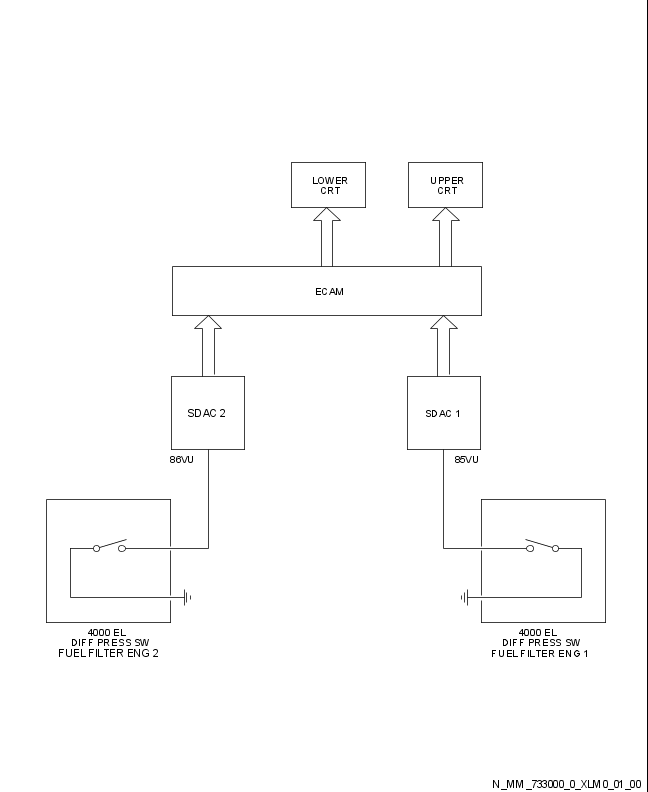 LOWER
CRT
UPPER
CRT
ECAM
SDAC 2
SDAC 1
86VU
85VU
4000 EL
DIFF PRESS SW
FUEL FILTER ENG 2
4000 EL
DIFF PRESS SW
FUEL FILTER ENG 1
N_MM_733000_0_XLM0_01_00